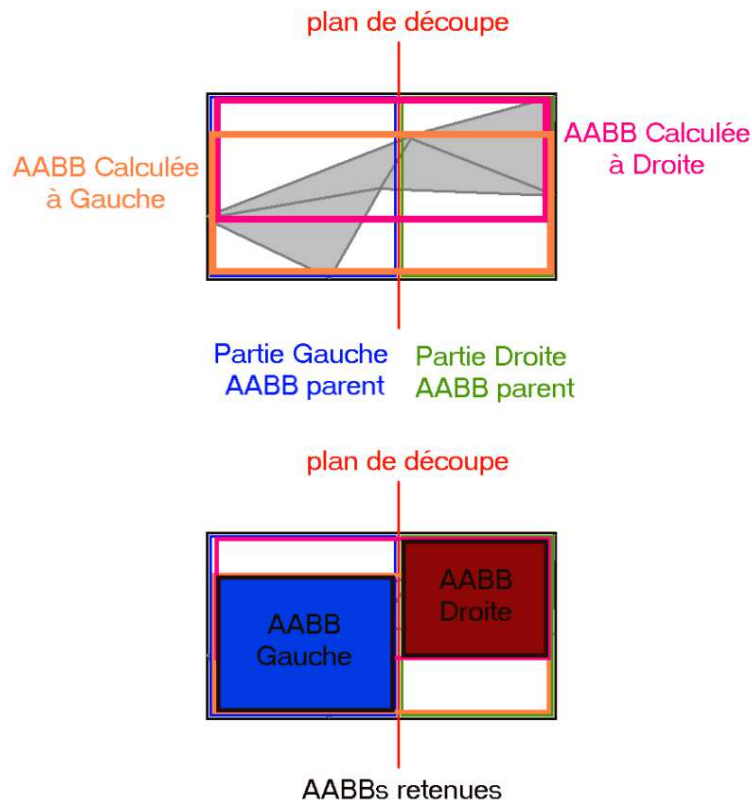 plan de découpe
AABB Calculée
à Gauche
AABB Calculée
à Droite
Partie Gauche
AABB parent
Partie Droite
AABB parent
plan de découpe
AABB
Gauche
AABB
Droite
AABBs retenues